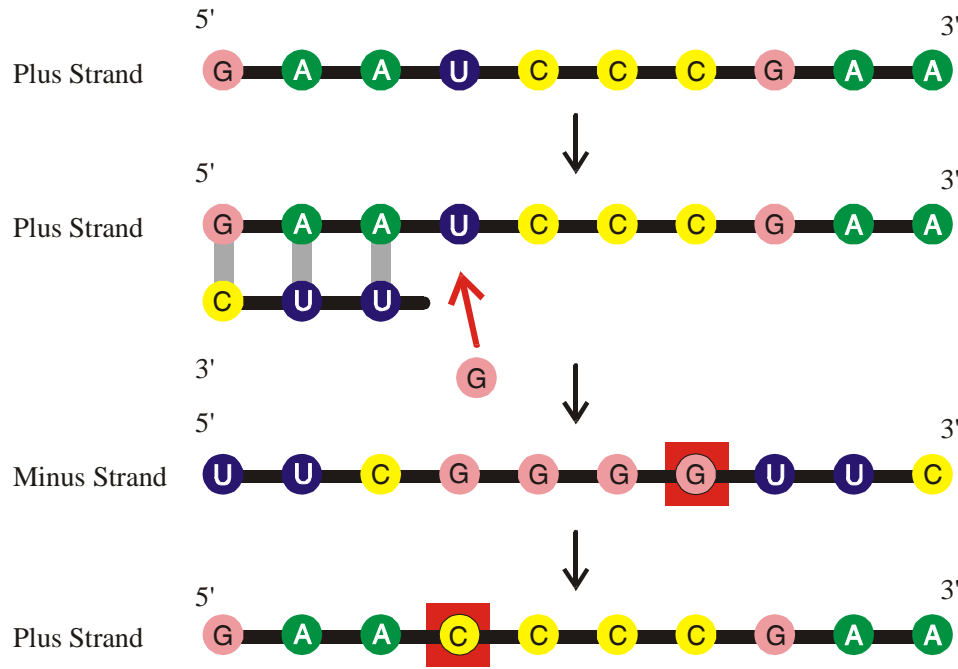 5' 3'
Plus Strand G A A U C C C G A A
5' 3'
Plus Strand G A A U C C C G A A
C U U
3' G
5' 3'
Minus Strand U U C G G G G U U C
5' 3'
Plus Strand G A A C C C C G A A